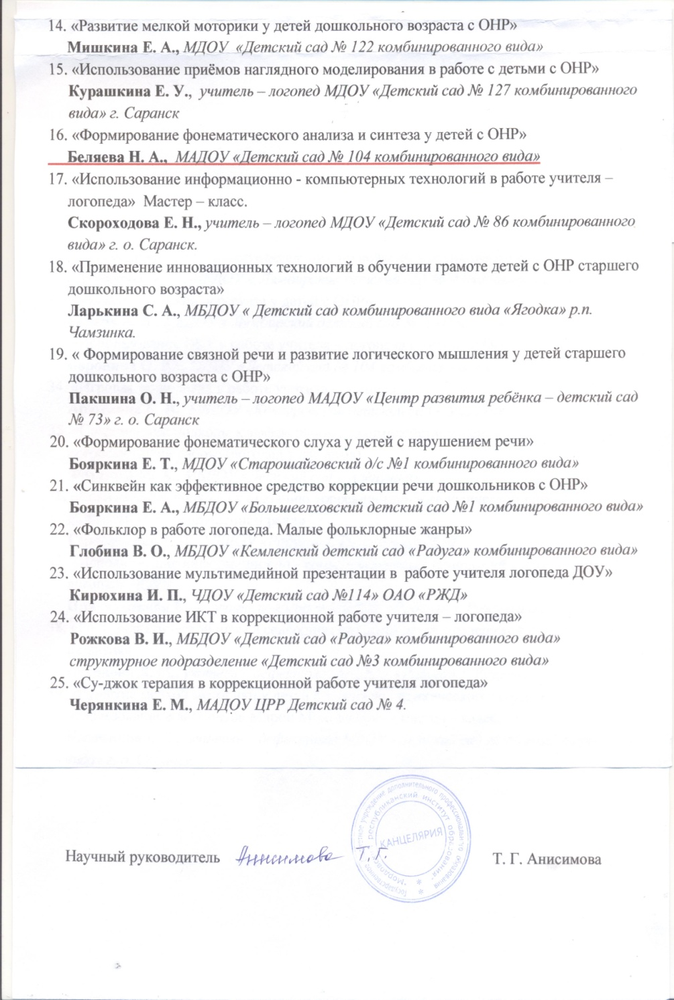 14. «Развитие мелкой моторики у детей дошкольного возраста с ОНР»
Мишкина Е. А., МДОУ «Детский сад № 122 комбинированного вида»
15. «Использование приёмов наглядного моделирования в работе с детьми с ОНР»
Курашкина Е. У., учитель – логопед МДОУ «Детский сад № 127 комбинированного
вида» г. Саранск
16. «Формирование фонематического анализа и синтеза у детей с ОНР»
Беляева Н. А., МАДОУ «Детский сад № 104 комбинированного вида»
17. «Использование информационно - компьютерных технологий в работе учителя –
логопеда» Мастер – класс.
Скороходова Е. Н., учитель – логопед МДОУ «Детский сад № 86 комбинированного
вида» г. о. Саранск.
18. «Применение инновационных технологий в обучении грамоте детей с ОНР старшего
дошкольного возраста»
Ларькина С. А., МБДОУ « Детский сад комбинированного вида «Ягодка» р.п.
Чамзинка.
19. « Формирование связной речи и развитие логического мышления у детей старшего
дошкольного возраста с ОНР»
Пакшина О. Н., учитель – логопед МАДОУ «Центр развития ребёнка – детский сад
№ 73» г. о. Саранск
20. «Формирование фонематического слуха у детей с нарушением речи»
Бояркина Е. Т., МДОУ «Старошайговский д/с №1 комбинированного вида»
21. «Синквейн как эффективное средство коррекции речи дошкольников с ОНР»
Бояркина Е. А., МБДОУ «Большеелховский детский сад №1 комбинированного вида»
22. «Фольклор в работе логопеда. Малые фольклорные жанры»
Глобина В. О., МБДОУ «Кемленский детский сад «Радуга» комбинированного вида»
23. «Использование мультимедийной презентации в работе учителя логопеда ДОУ»
Кирюхина И. П., ЧДОУ «Детский сад №114» ОАО «РЖД»
24. «Использование ИКТ в коррекционной работе учителя – логопеда»
Рожкова В. И., МБДОУ «Детский сад «Радуга» комбинированного вида»
структурное подразделение «Детский сад №3 комбинированного вида»
25. «Су-джок терапия в коррекционной работе учителя логопеда»
Черянкина Е. М., МАДОУ ЦРР Детский сад № 4.
учреждение дополнительного профессионального образования
республиканский институт образования"
КАНЦЕЛЯРИЯ
Научный руководитель Анисимова Т. Г. Т. Г. Анисимова